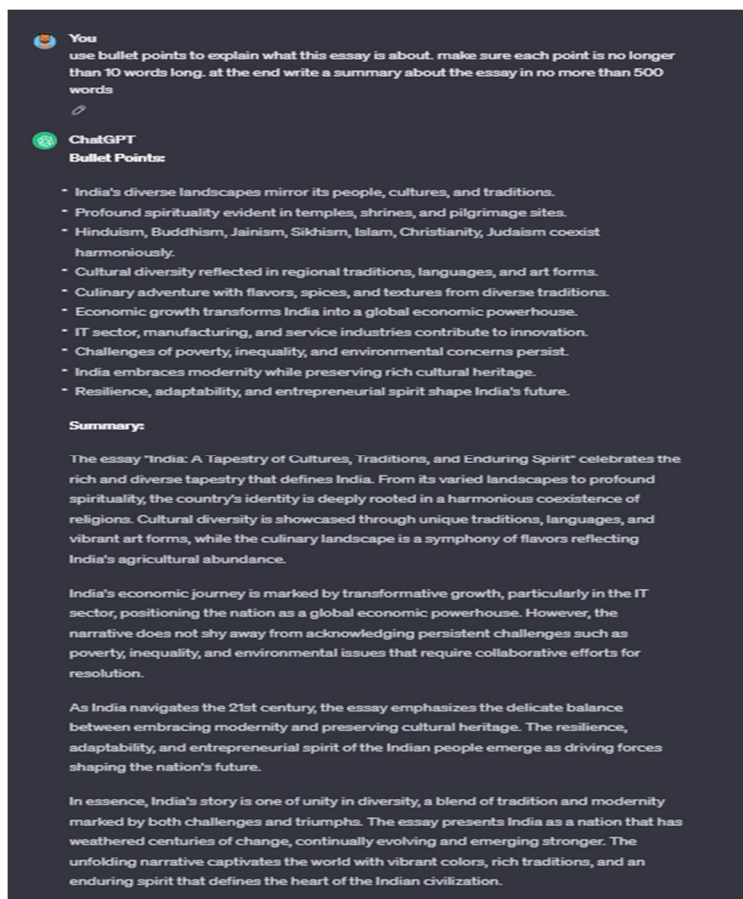 You
use bullet points to explain what this essay is about. make sure each point is no longer
than 10 words long. at the end write a summary about the essay in no more than 500
words
ChatGPT
Bullet Points:
- India's diverse landscapes mirror its people, cultures, and traditions.
- Profound spirituality evident in temples, shrines, and pilgrimage sites.
- Hinduism, Buddhism, Jainism, Sikhism, Islam, Christianity, Judaism coexist
harmoniously.
- Cultural diversity reflected in regional traditions, languages, and art forms.
- Culinary adventure with flavors, spices, and textures from diverse traditions.
- Economic growth transforms India into a global economic powerhouse.
- IT sector, manufacturing, and service industries contribute to innovation.
- Challenges of poverty, inequality, and environmental concerns persist.
- India embraces modernity while preserving rich cultural heritage.
- Resilience, adaptability, and entrepreneurial spirit shape India's future.
Summary:
The essay "India: A Tapestry of Cultures, Traditions, and Enduring Spirit" celebrates the
rich and diverse tapestry that defines India. From its varied landscapes to profound
spirituality, the country's identity is deeply rooted in a harmonious coexistence of
religions. Cultural diversity is showcased through unique traditions, languages, and
vibrant art forms, while the culinary landscape is a symphony of flavors reflecting
India's agricultural abundance.
India's economic journey is marked by transformative growth, particularly in the IT
sector, positioning the nation as a global economic powerhouse. However, the
narrative does not shy away from acknowledging persistent challenges such as
poverty, inequality, and environmental issues that require collaborative efforts for
resolution.
As India navigates the 21st century, the essay emphasizes the delicate balance
between embracing modernity and preserving cultural heritage. The resilience,
adaptability, and entrepreneurial spirit of the Indian people emerge as driving forces
shaping the nation's future.
In essence, India's story is one of unity in diversity, a blend of tradition and modernity
marked by both challenges and triumphs. The essay presents India as a nation that has
weathered centuries of change, continually evolving and emerging stronger. The
unfolding narrative captivates the world with vibrant colors, rich traditions, and an
enduring spirit that defines the heart of the Indian civilization.